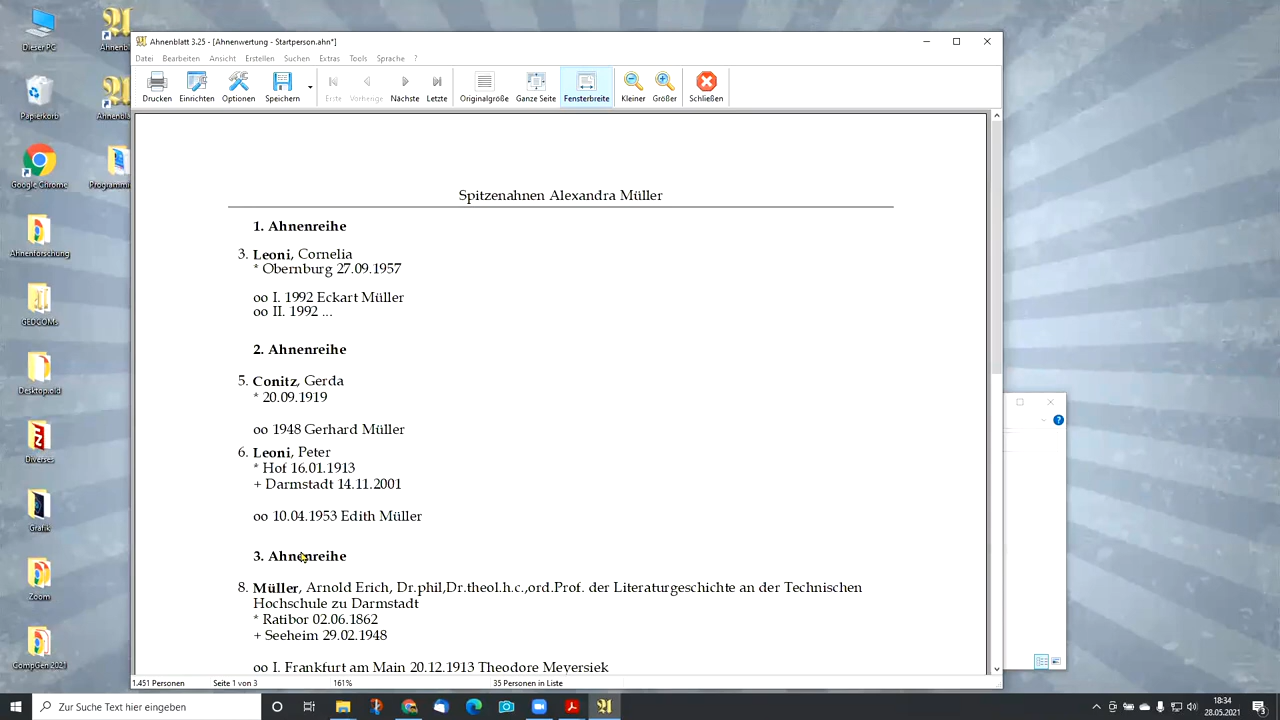 Dieser PC
Ahnenb
Papierkorb
Ahnenbla
Google Chrome
Programmi
Ahnenforschung
GEDCOMs
Desktop.old
Diverses
Grafik
Zoom
CompGen 2021
Ahnenblatt 3.25 - [Ahnenwertung - Startperson.ahn*]
Datei Bearbeiten Ansicht Erstellen Suchen Extras Tools Sprache ?
Drucken Einrichten Optionen Speichern Erste Vorherige Nächste Letzte Originalgröße Ganze Seite Fensterbreite Kleiner Größer Schließen
Spitzenahnen Alexandra Müller
1. Ahnenreihe
3. Leoni, Cornelia
* Obernburg 27.09.1957
oo I. 1992 Eckart Müller
oo II. 1992 ...
2. Ahnenreihe
5. Conitz, Gerda
* 20.09.1919
oo 1948 Gerhard Müller
6. Leoni, Peter
* Hof 16.01.1913
+ Darmstadt 14.11.2001
oo 10.04.1953 Edith Müller
3. Ahnenreihe
8. Müller, Arnold Erich, Dr.phil,Dr.theol.h.c.,ord.Prof. der Literaturgeschichte an der Technischen
Hochschule zu Darmstadt
* Ratibor 02.06.1862
+ Seeheim 29.02.1948
oo I. Frankfurt am Main 20.12.1913 Theodore Meyersiek
1.451 Personen Seite 1 von 3 161% 35 Personen in Liste
Zur Suche Text hier eingeben
18:34
28.05.2021